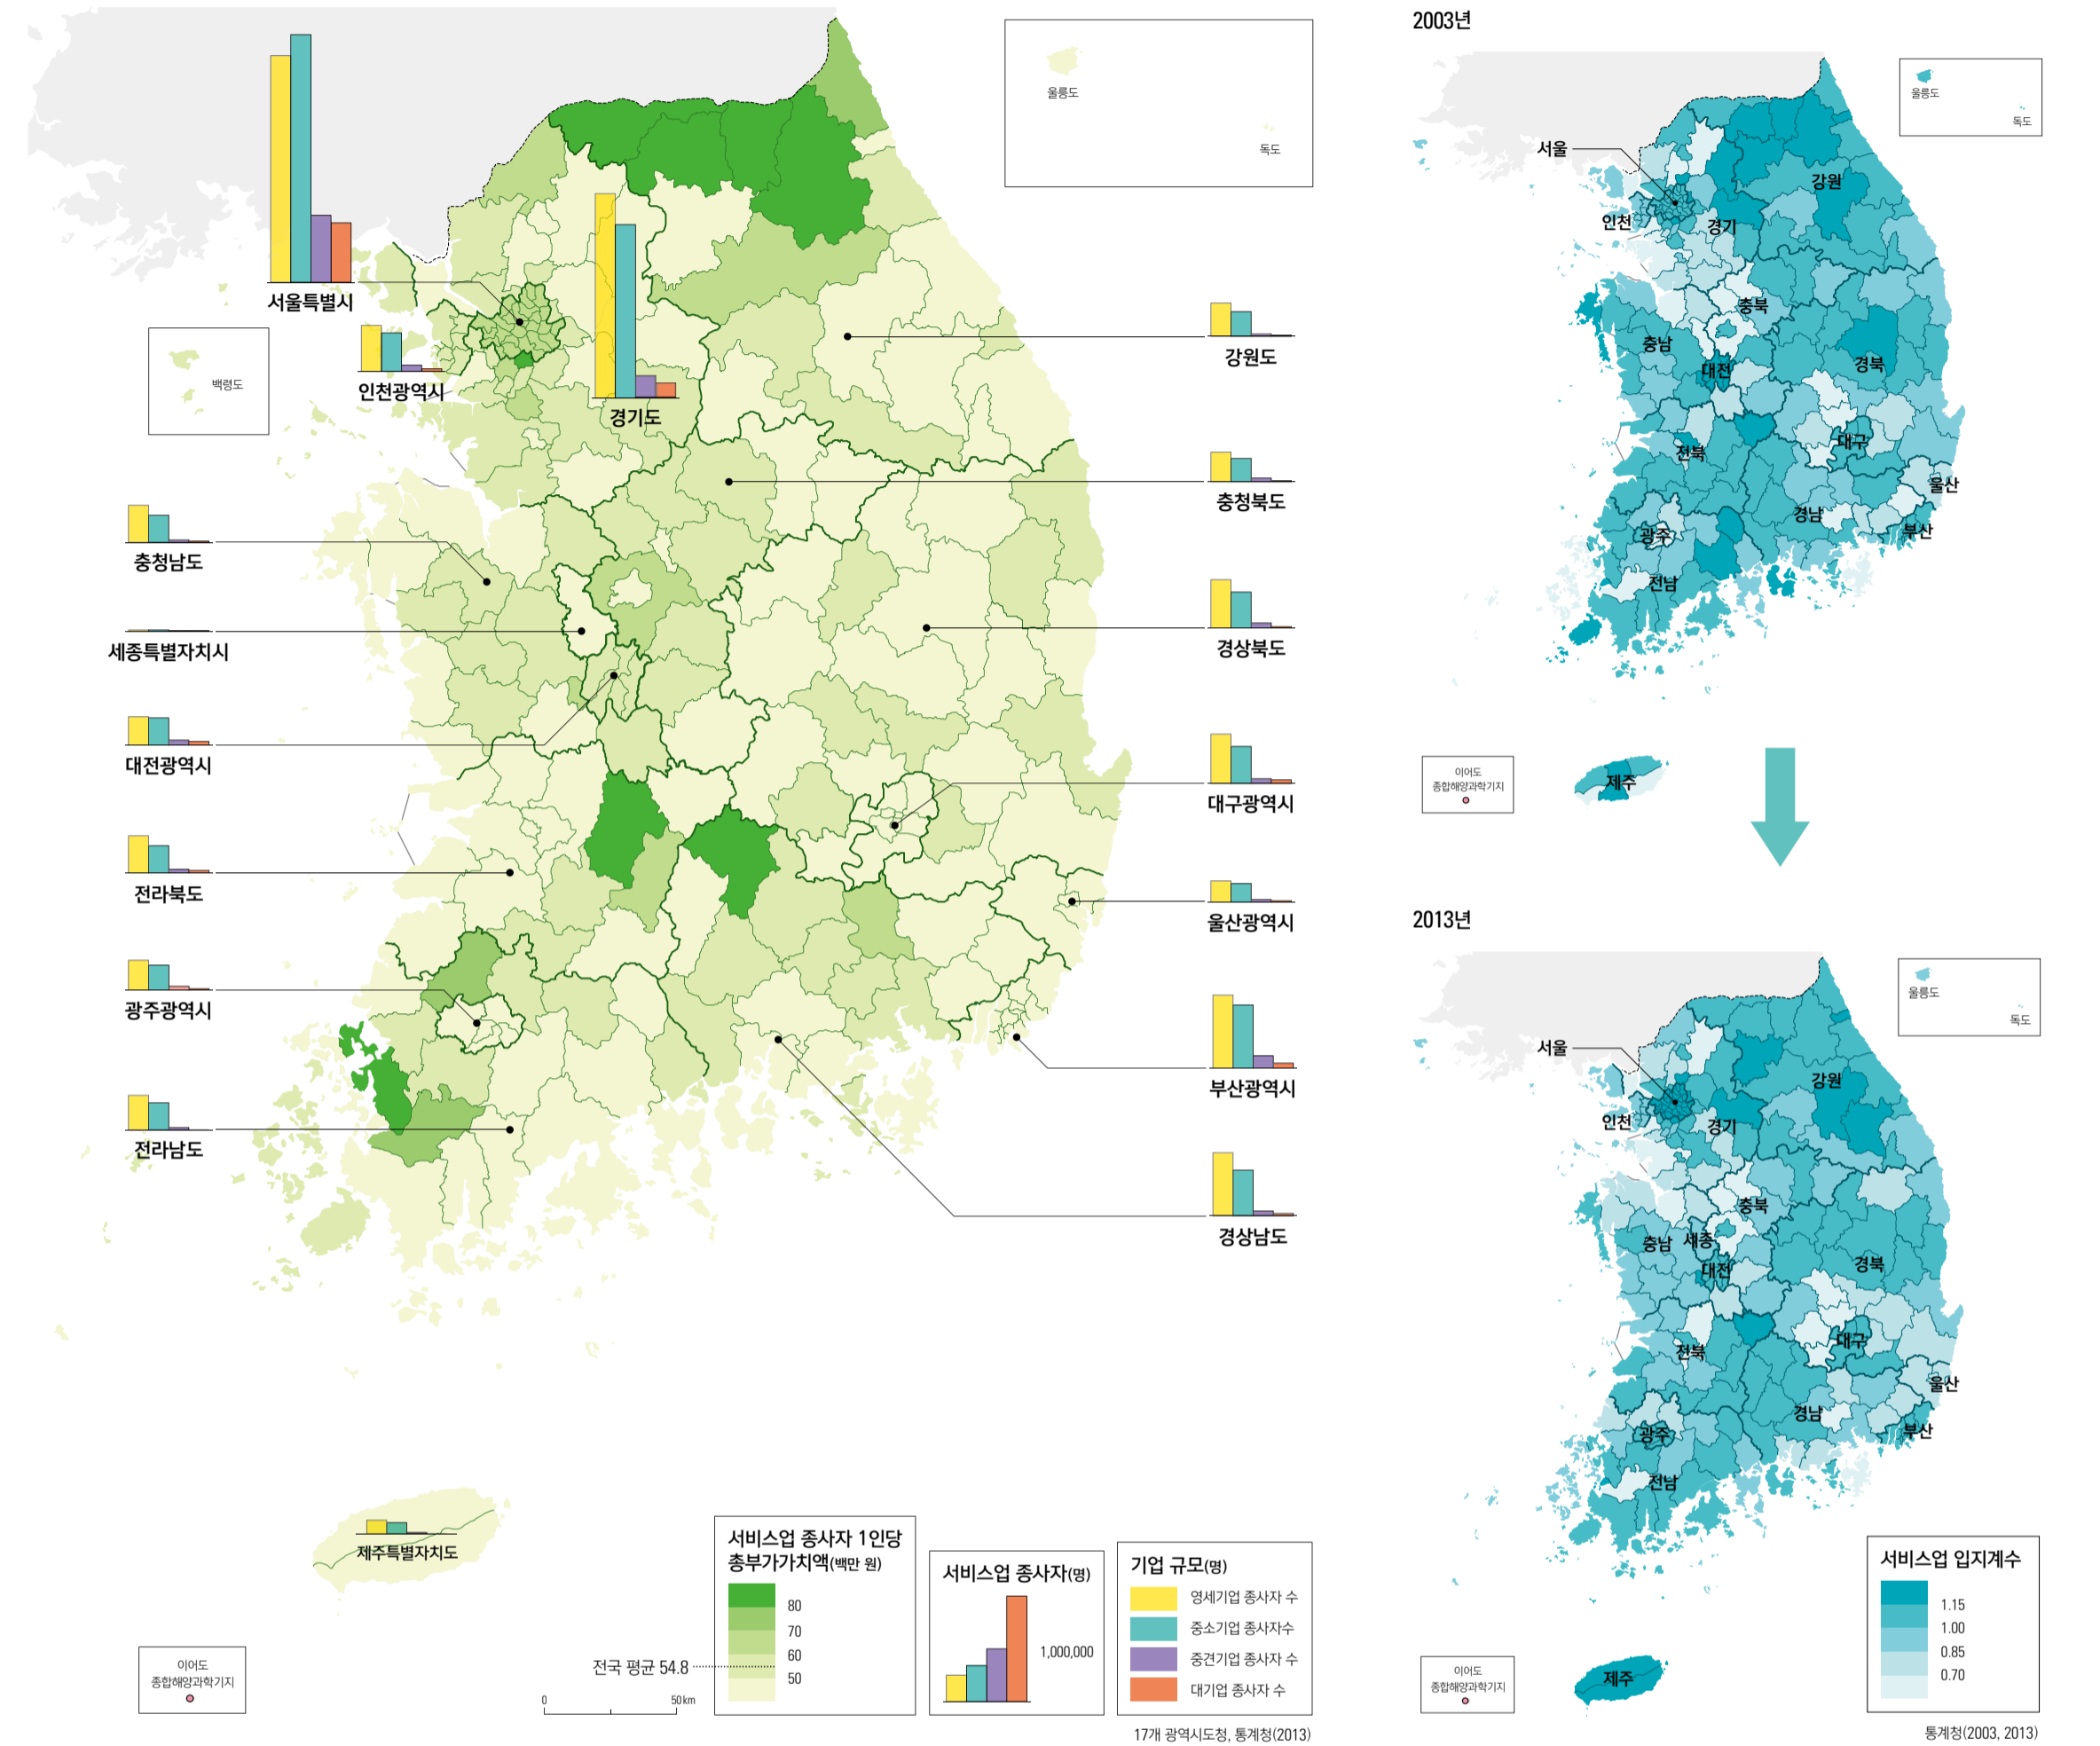 울릉도
독도
서울특별시
인천광역시
경기도
백령도
강원도
충청북도
충청남도
세종특별자치시
경상북도
대전광역시
대구광역시
전라북도
울산광역시
광주광역시
부산광역시
전라남도
경상남도
제주특별자치도
이어도
종합해양과학기지
전국 평균 54.8
0
50km
서비스업 종사자 1인당
총부가가치액(백만 원)
80
70
60
50
서비스업 종사자(명)
1,000,000
기업 규모(명)
영세기업 종사자 수
중소기업 종사자수
중견기업 종사자 수
대기업 종사자 수
17개 광역시도청, 통계청(2013)
2003년
울릉도
독도
서울
강원
인천
경기
충북
충남
대전
경북
대구
전북
울산
경남
부산
광주
전남
이어도
종합해양과학기지
제주
2013년
울릉도
독도
서울
강원
인천
경기
충북
충남
세종
대전
경북
대구
전북
울산
경남
부산
광주
전남
이어도
종합해양과학기지
제주
서비스업 입지계수
1.15
1.00
0.85
0.70
통계청(2003, 2013)